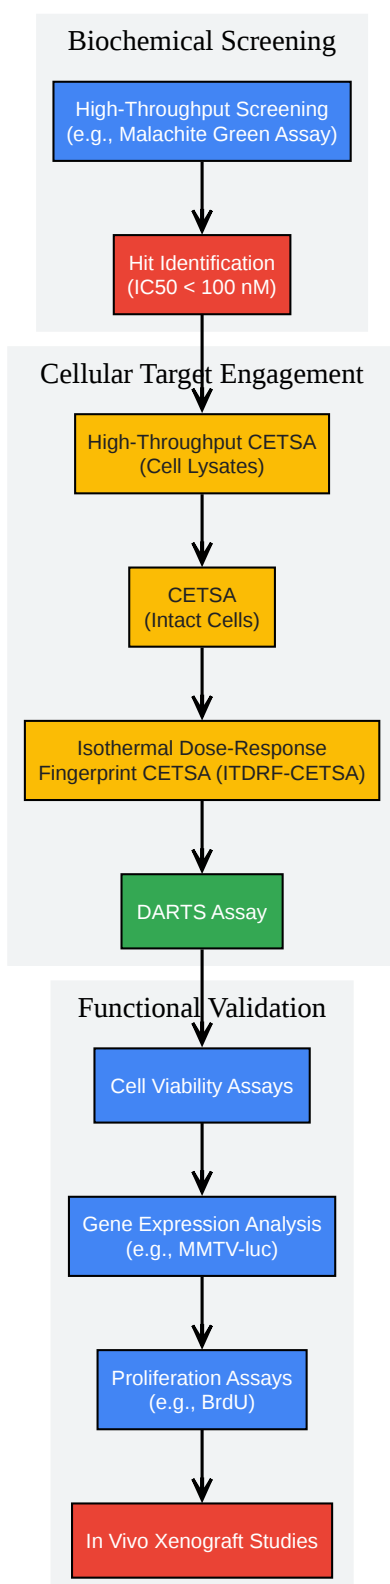 Biochemical Screening
High-Throughput Screening
(e.g., Malachite Green Assay)
Hit Identification
(IC50 < 100 nM)
Cellular Target Engagement
High-Throughput CETSA
(Cell Lysates)
CETSA
(Intact Cells)
Isothermal Dose-Response
Fingerprint CETSA (ITDRF-CETSA)
DARTS Assay
Functional Validation
Cell Viability Assays
Gene Expression Analysis
(e.g., MMTV-luc)
Proliferation Assays
(e.g., BrdU)
In Vivo Xenograft Studies